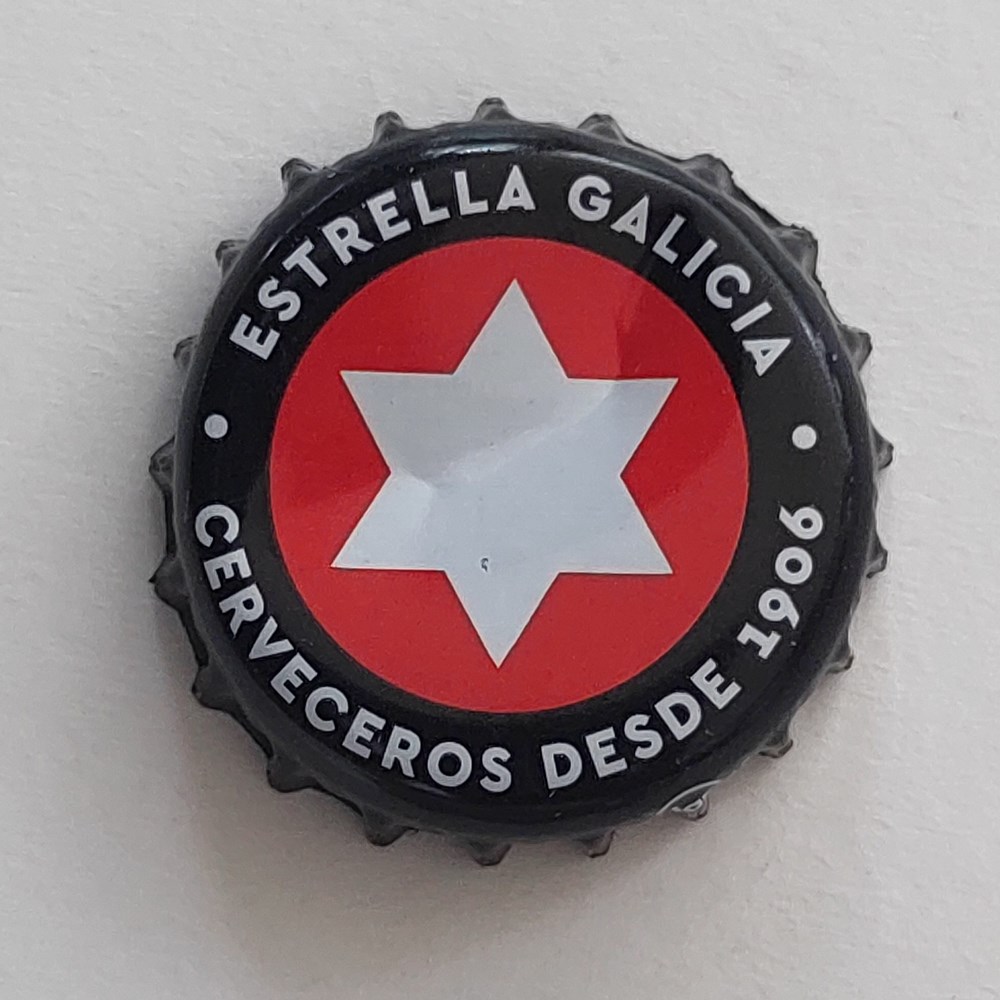 ESTRELLA GALICIA
CERVECEROS DESDE 1906